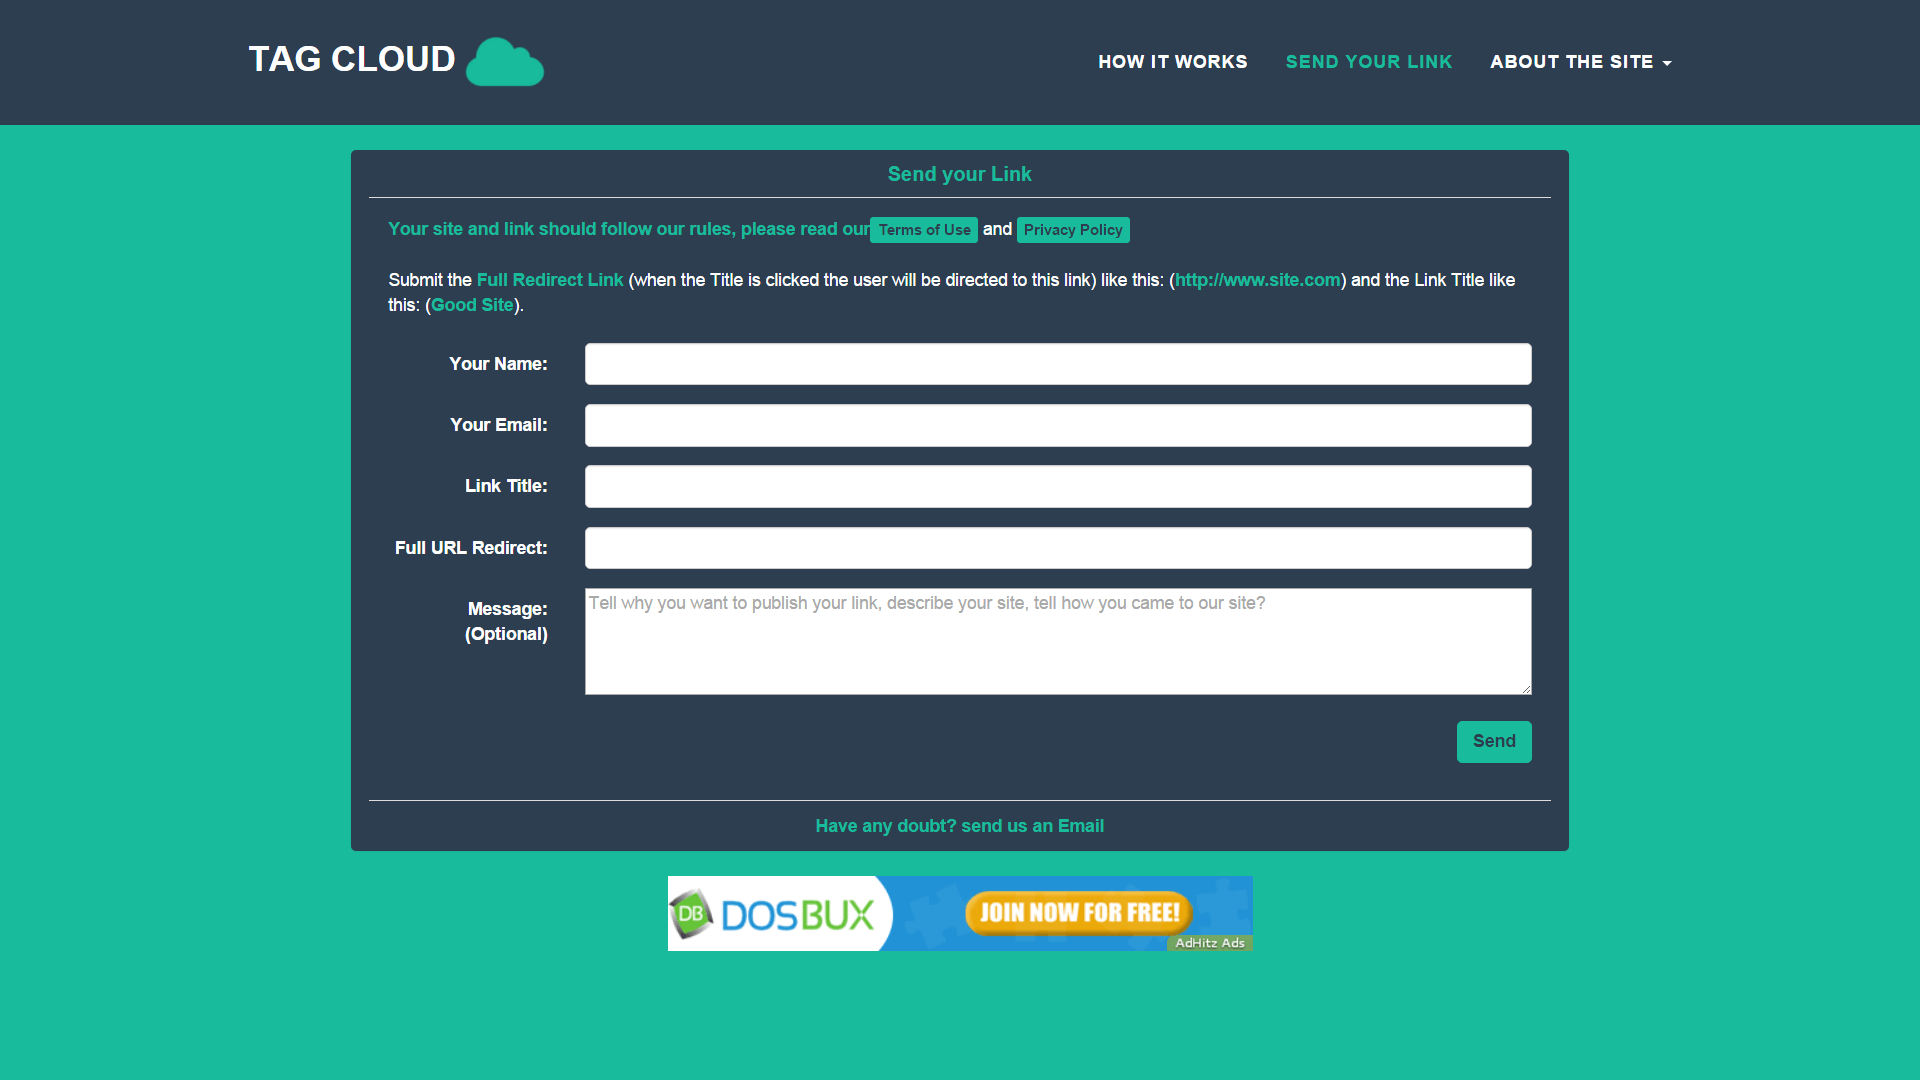 TAG CLOUD
HOW IT WORKS
SEND YOUR LINK
ABOUT THE SITE
Send your Link
Your site and link should follow our rules, please read our Terms of Use and Privacy Policy
Submit the Full Redirect Link (when the Title is clicked the user will be directed to this link) like this: (http://www.site.com) and the Link Title like
this: (Good Site).
Your Name:
Your Email:
Link Title:
Full URL Redirect:
Message:
(Optional)
Tell why you want to publish your link, describe your site, tell how you came to our site?
Send
Have any doubt? send us an Email
DB DOSBUX
JOIN NOW FOR FREE!
AdHitz Ads